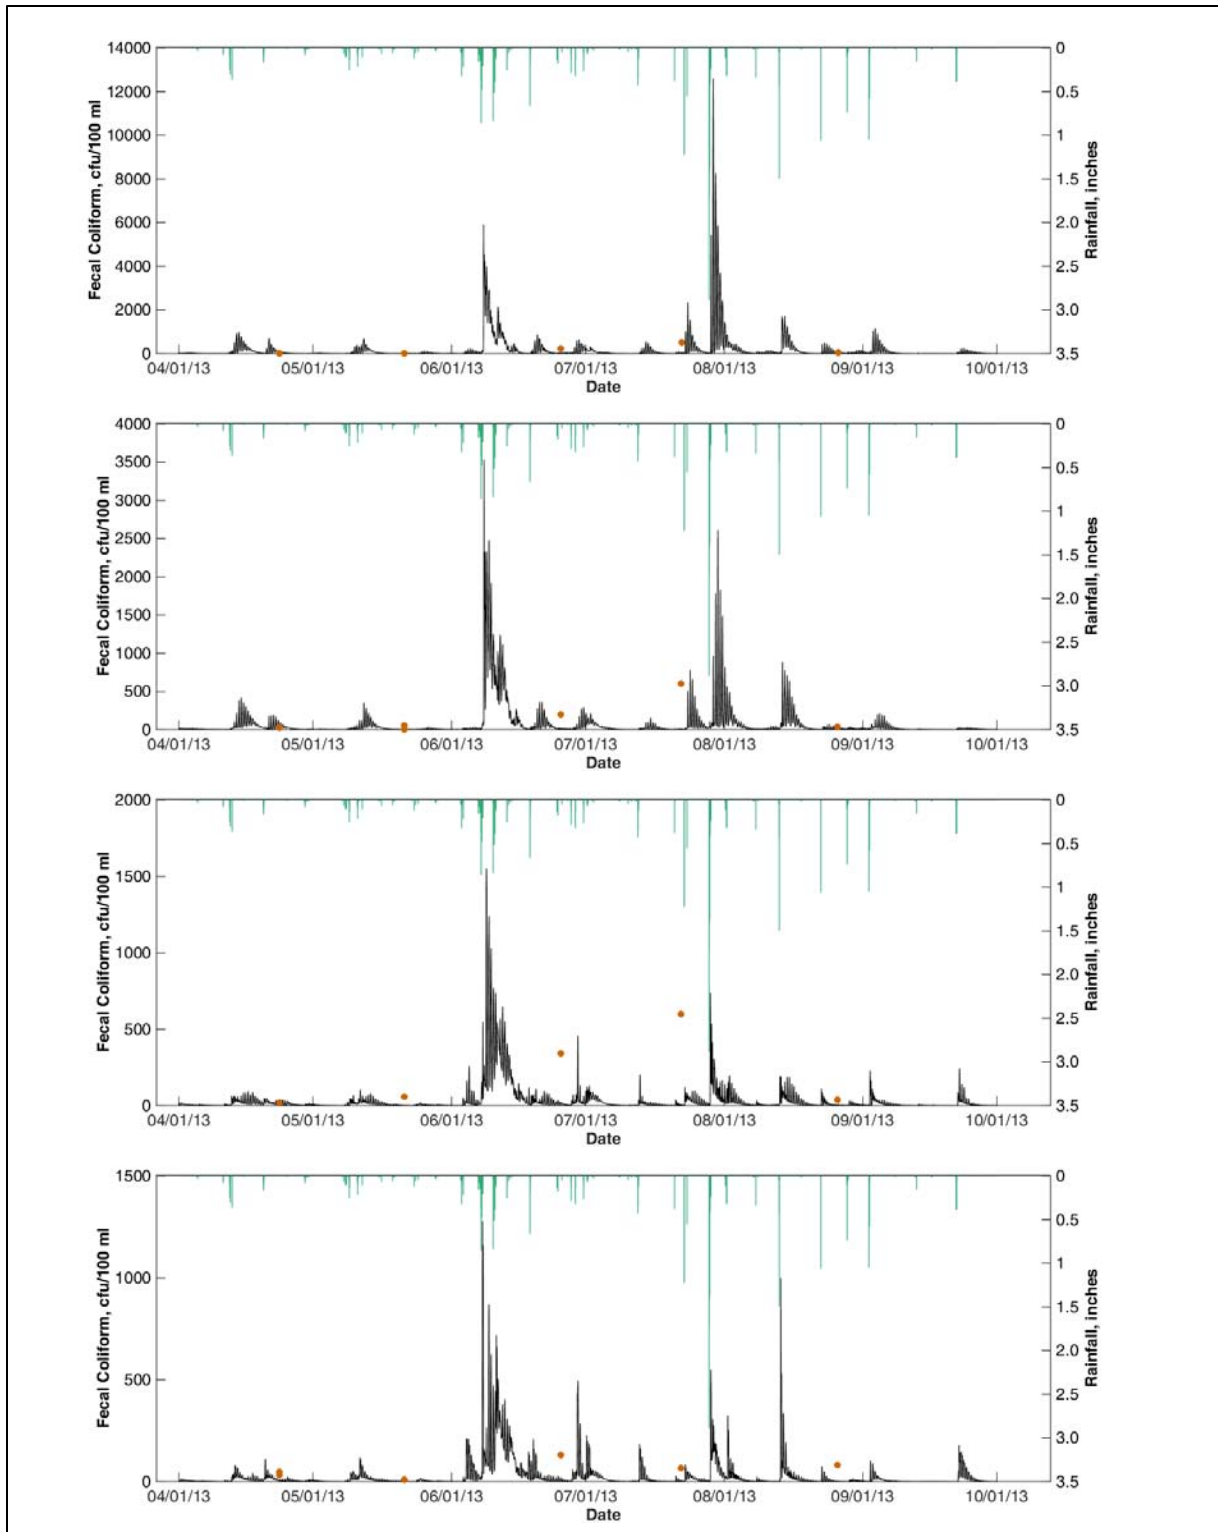 14000 0
12000 0.5
10000 1
8000 1.5
6000 2.0
4000 2.5
2000 3.0
0 3.5
04/01/13 05/01/13 06/01/13 07/01/13 08/01/13 09/01/13 10/01/13
Date
Fecal Coliform, cfu/100 ml
Rainfall, inches
4000 0
3500 0.5
3000 1
2500 1.5
2000 2.0
1500 2.5
1000 3.0
500
0 3.5
04/01/13 05/01/13 06/01/13 07/01/13 08/01/13 09/01/13 10/01/13
Date
Fecal Coliform, cfu/100 ml
Rainfall, inches
2000 0
0.5
1500 1
1.5
1000 2.0
2.5
500 3.0
0 3.5
04/01/13 05/01/13 06/01/13 07/01/13 08/01/13 09/01/13 10/01/13
Date
Fecal Coliform, cfu/100 ml
Rainfall, inches
1500 0
0.5
1000 1
1.5
2.0
500 2.5
3.0
0 3.5
04/01/13 05/01/13 06/01/13 07/01/13 08/01/13 09/01/13 10/01/13
Date
Fecal Coliform, cfu/100 ml
Rainfall, inches